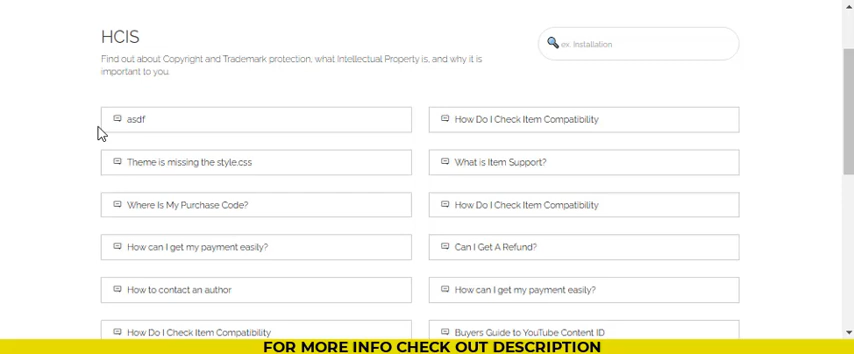 HCIS
ex. Installation
Find out about Copyright and Trademark protection, what Intellectual Property is, and why it is
important to you.
asdf
How Do I Check Item Compatibility
Theme is missing the style.css
What is Item Support?
Where Is My Purchase Code?
How Do I Check Item Compatibility
How can I get my payment easily?
Can I Get A Refund?
How to contact an author
How can I get my payment easily?
How Do I Check Item Compatibility
Buyers Guide to YouTube Content ID
FOR MORE INFO CHECK OUT DESCRIPTION